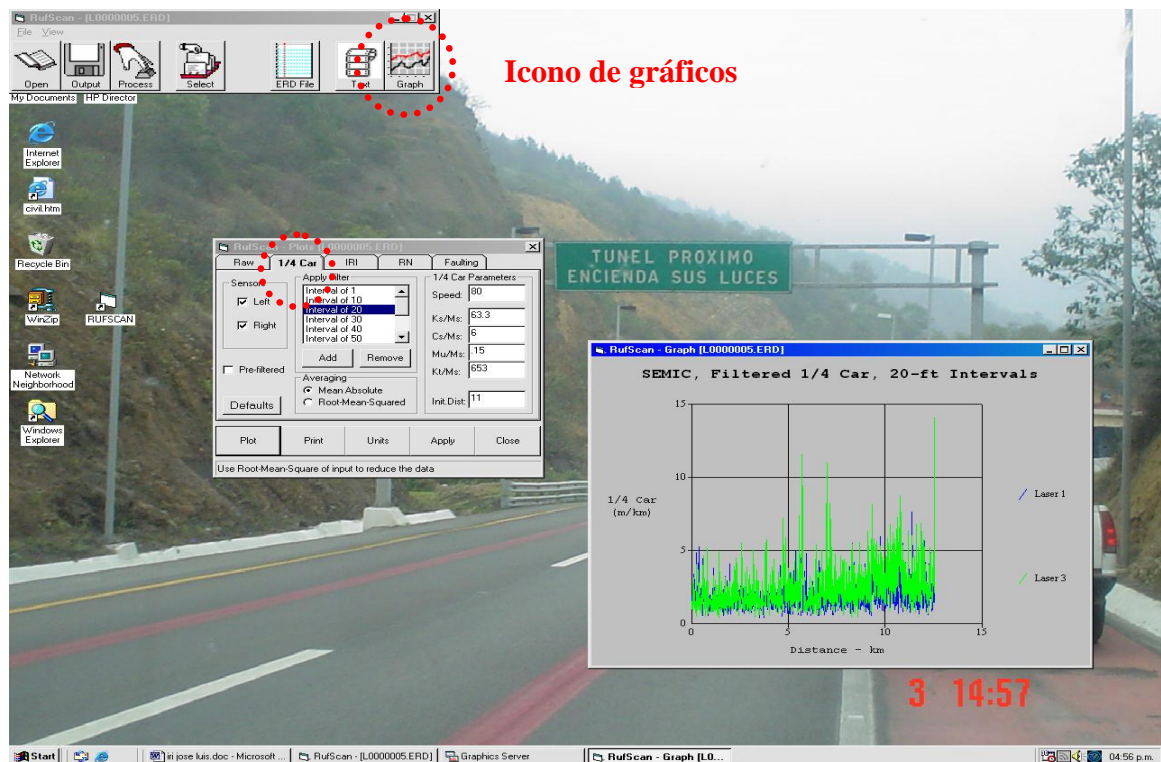 RufScan - [L0000005.ERD]
File View
Open Output Process Select ERD File Text Graph
Icono de gráficos
My Documents HP Director
Internet
Explorer
civil.htm
Recycle Bin
WinZip RUFSCAN
Network
Neighborhood
Windows
Explorer
TUNEL PROXIMO
ENCIENDA SUS LUCES
RufScan - Plots [L0000005.ERD]
Raw 1/4 Car IRI RN Faulting
Sensors
Left
Right
Pre-filtered
Defaults
Apply Filter
Interval of 1
Interval of 10
Interval of 20
Interval of 30
Interval of 40
Interval of 50
Add Remove
Averaging
Mean Absolute
Root-Mean-Squared
1/4 Car Parameters
Speed: 80
Ks/Ms: 63.3
Cs/Ms: 6
Mu/Ms: .15
Kt/Ms: 653
Init.Dist: 11
Plot Print Units Apply Close
Use Root-Mean-Square of input to reduce the data
RufScan - Graph [L0000005.ERD]
SEMIC, Filtered 1/4 Car, 20-ft Intervals
15
10
5
0
1/4 Car
(m/km)
Laser 1
Laser 3
0 5 10 15
Distance - km
3 14:57
Start iri jose luis.doc - Microsoft ... RufScan - [L0000005.ERD] Graphics Server RufScan - Graph [L0... 04:56 p.m.